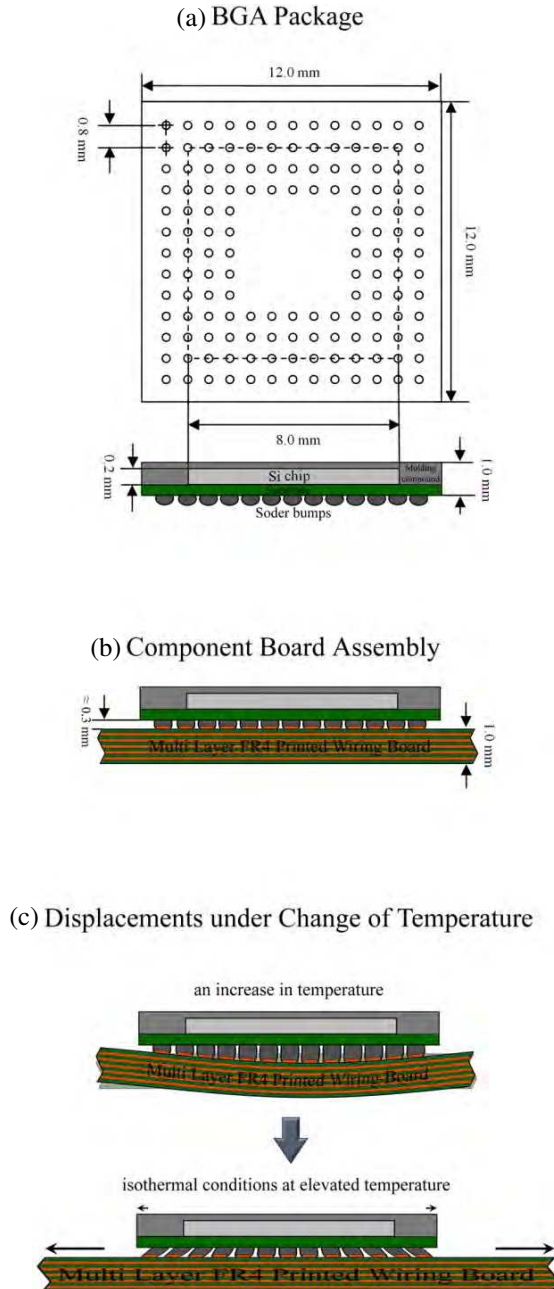 (a) BGA Package
12.0 mm
0.8 mm
12.0 mm
8.0 mm
0.2 mm
Si chip
Molding
compound
1.0 mm
Soder bumps
(b) Component Board Assembly
≈ 0.3 mm
Multi Layer FR4 Printed Wiring Board
1.0 mm
(c) Displacements under Change of Temperature
an increase in temperature
Multi Layer FR4 Printed Wiring Board
isothermal conditions at elevated temperature
Multi Layer FR4 Printed Wiring Board